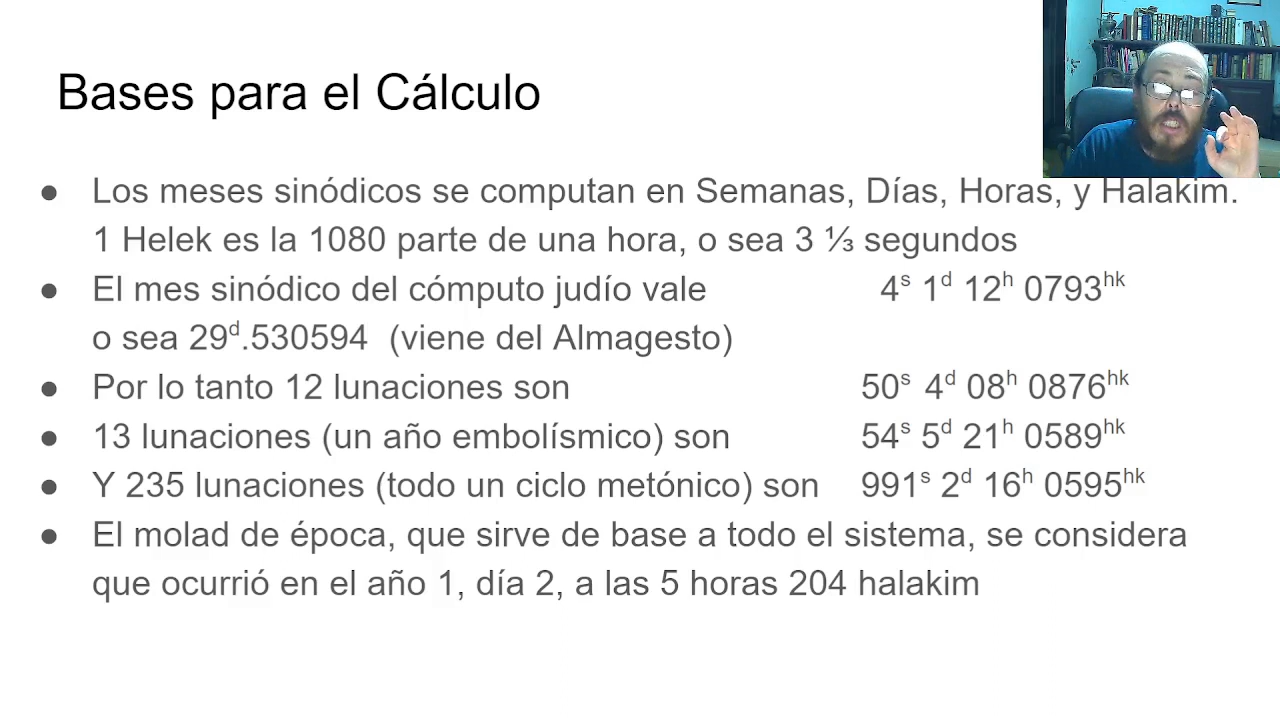 Bases para el Cálculo
● Los meses sinódicos se computan en Semanas, Días, Horas, y Halakim.
1 Helek es la 1080 parte de una hora, o sea 3 ⅓ segundos
● El mes sinódico del cómputo judío vale 4ˢ 1ᵈ 12ʰ 0793ʰᵏ
o sea 29ᵈ.530594 (viene del Almagesto)
● Por lo tanto 12 lunaciones son 50ˢ 4ᵈ 08ʰ 0876ʰᵏ
● 13 lunaciones (un año embolísmico) son 54ˢ 5ᵈ 21ʰ 0589ʰᵏ
● Y 235 lunaciones (todo un ciclo metónico) son 991ˢ 2ᵈ 16ʰ 0595ʰᵏ
● El molad de época, que sirve de base a todo el sistema, se considera
que ocurrió en el año 1, día 2, a las 5 horas 204 halakim